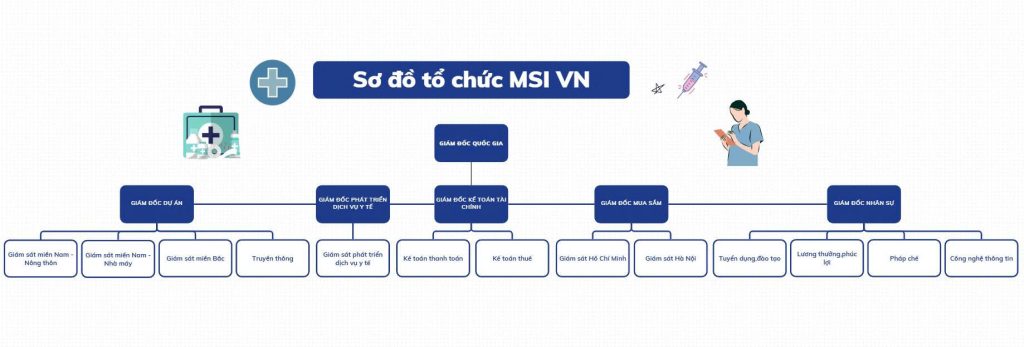 Sơ đồ tổ chức MSI VN
GIÁM ĐỐC QUỐC GIA
GIÁM ĐỐC DỰ ÁN
GIÁM ĐỐC PHÁT TRIỂN
DỊCH VỤ Y TẾ
GIÁM ĐỐC KẾ TOÁN TÀI
CHÍNH
GIÁM ĐỐC MUA SẮM
GIÁM ĐỐC NHÂN SỰ
Giám sát miền Nam -
Nông thôn
Giám sát miền Nam -
Nhà máy
Giám sát miền Bắc
Truyền thông
Giám sát phát triển
dịch vụ y tế
Kế toán thanh toán
Kế toán thuế
Giám sát Hồ Chí Minh
Giám sát Hà Nội
Tuyển dụng,đào tạo
Lương thưởng,phúc
lợi
Pháp chế
Công nghệ thông tin